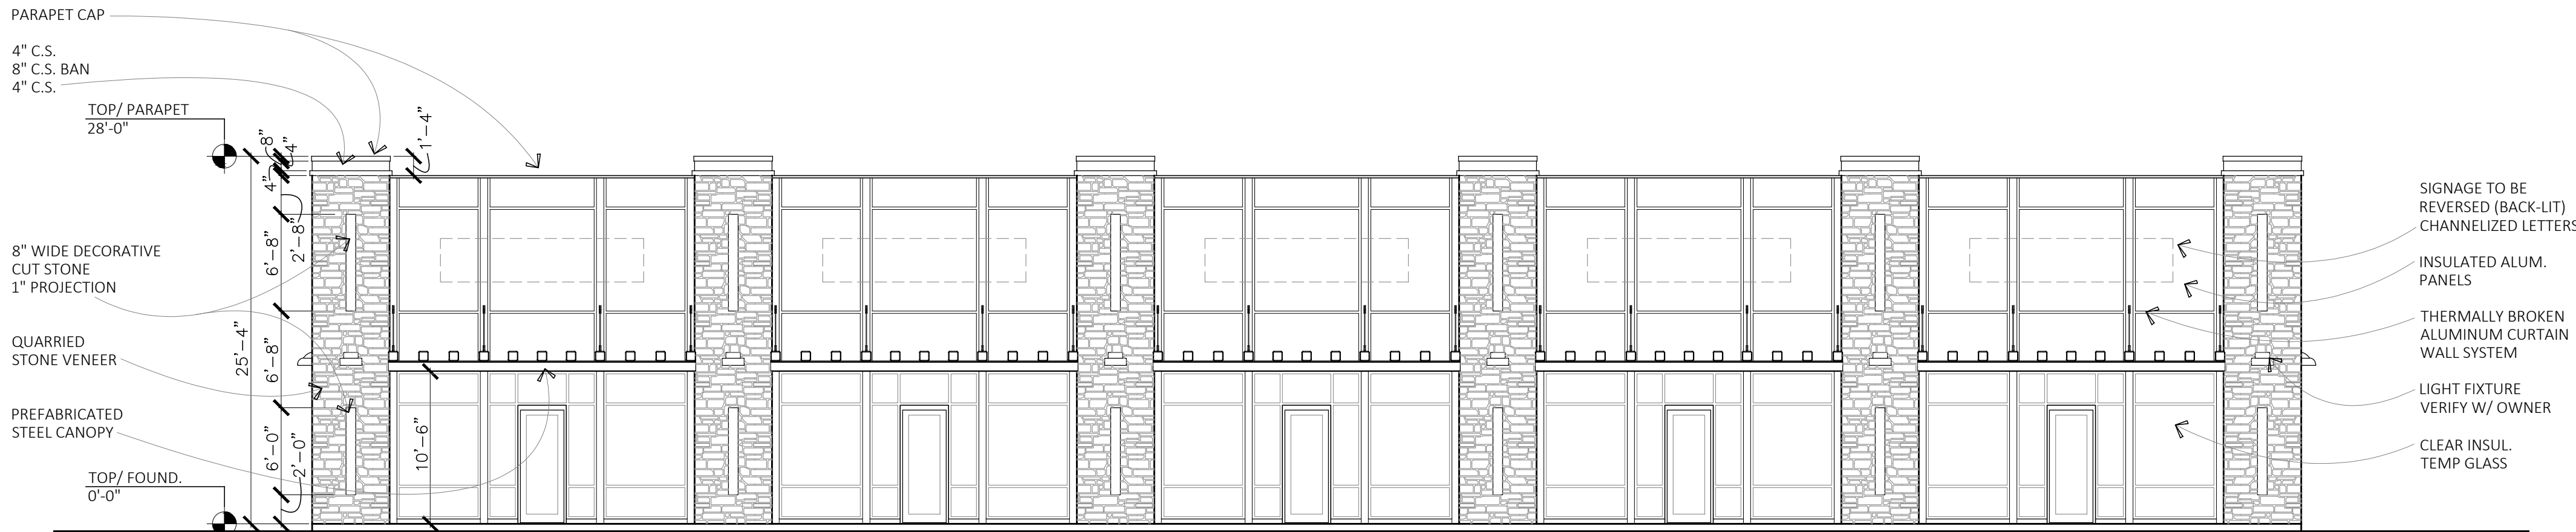 PARAPET CAP
4" C.S.
8" C.S. BAN
4" C.S.
TOP/ PARAPET
28'-0"
8"
4"
4"
1'-4"
2'-8"
6'-8"
8" WIDE DECORATIVE
CUT STONE
1" PROJECTION
25'-4"
6'-8"
QUARRIED
STONE VENEER
PREFABRICATED
STEEL CANOPY
10'-6"
6'-0"
2'-0"
TOP/ FOUND.
0'-0"
SIGNAGE TO BE
REVERSED (BACK-LIT)
CHANNELIZED LETTERS
INSULATED ALUM.
PANELS
THERMALLY BROKEN
ALUMINUM CURTAIN
WALL SYSTEM
LIGHT FIXTURE
VERIFY W/ OWNER
CLEAR INSUL.
TEMP GLASS